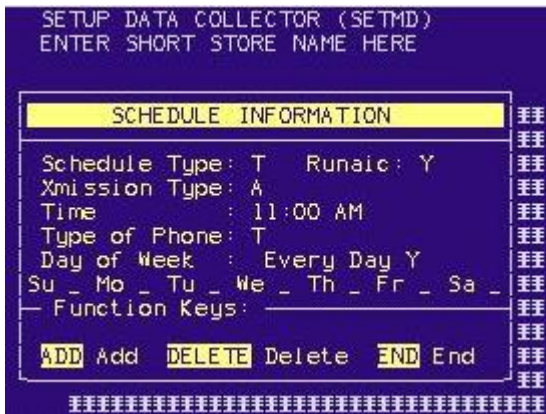 SETUP DATA COLLECTOR (SETMD)
ENTER SHORT STORE NAME HERE
SCHEDULE INFORMATION
Schedule Type: T Runaic: Y
Xmission Type: A
Time : 11:00 AM
Type of Phone: T
Day of Week : Every Day Y
Su _ Mo _ Tu _ We _ Th _ Fr _ Sa _
Function Keys:
ADD Add DELETE Delete END End